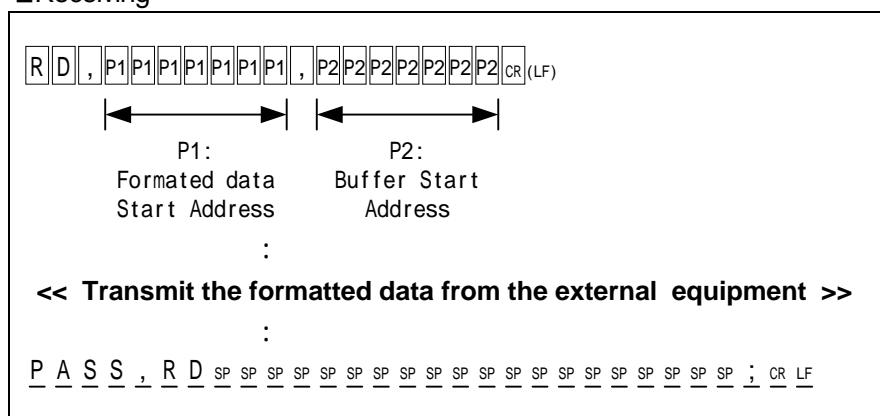 ■Receiving
RD,P1P1P1P1P1P1P1,P2P2P2P2P2P2P2CR(LF)
P1: P2:
Formated data Buffer Start
Start Address Address
:
<< Transmit the formatted data from the external equipment >>
:
PASS,RD SP SP SP SP SP SP SP SP SP SP SP SP SP SP SP SP SP SP SP SP ; CR LF